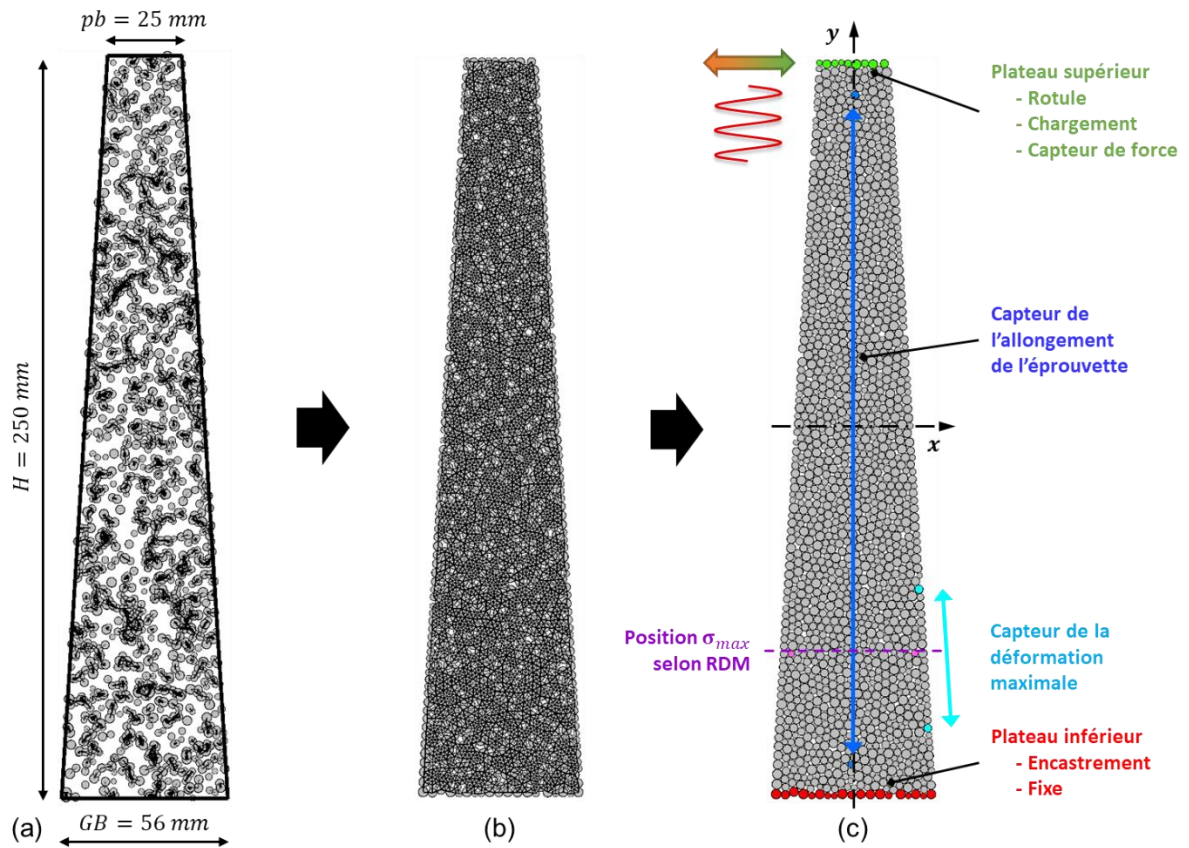 pb = 25 mm
H = 250 mm
GB = 56 mm
(a)
(b)
y
x
Plateau supérieur
- Rotule
- Chargement
- Capteur de force
Capteur de
l'allongement
de l'éprouvette
Position σmax
selon RDM
Capteur de la
déformation
maximale
Plateau inférieur
- Encastrement
- Fixe
(c)